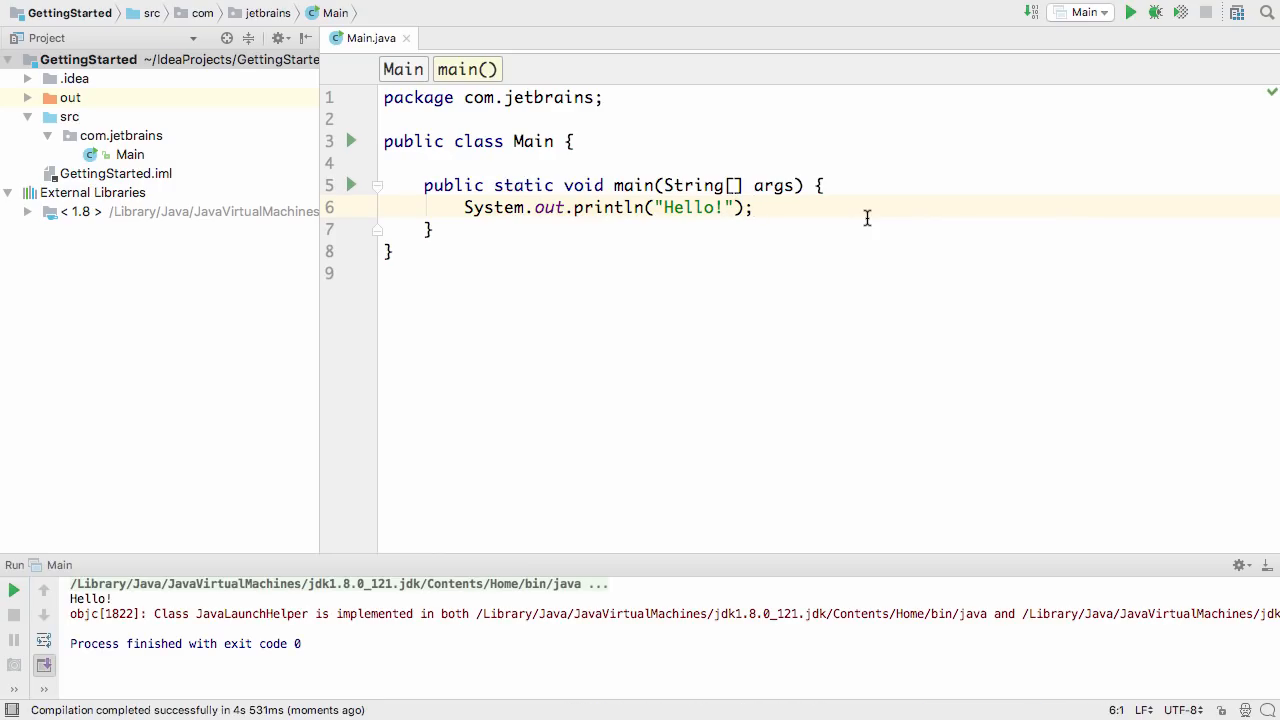 GettingStarted src com jetbrains Main
Main
Project
Main.java
GettingStarted ~/IdeaProjects/GettingStarte
Main main()
.idea
out
src
com.jetbrains
Main
GettingStarted.iml
External Libraries
< 1.8 > /Library/Java/JavaVirtualMachines
1 package com.jetbrains;
2
3 public class Main {
4
5 public static void main(String[] args) {
6 System.out.println("Hello!");
7 }
8 }
9
Run Main
/Library/Java/JavaVirtualMachines/jdk1.8.0_121.jdk/Contents/Home/bin/java ...
Hello!
objc[1822]: Class JavaLaunchHelper is implemented in both /Library/Java/JavaVirtualMachines/jdk1.8.0_121.jdk/Contents/Home/bin/java and /Library/Java/JavaVirtualMachines/jdk
Process finished with exit code 0
Compilation completed successfully in 4s 531ms (moments ago) 6:1 LF UTF-8